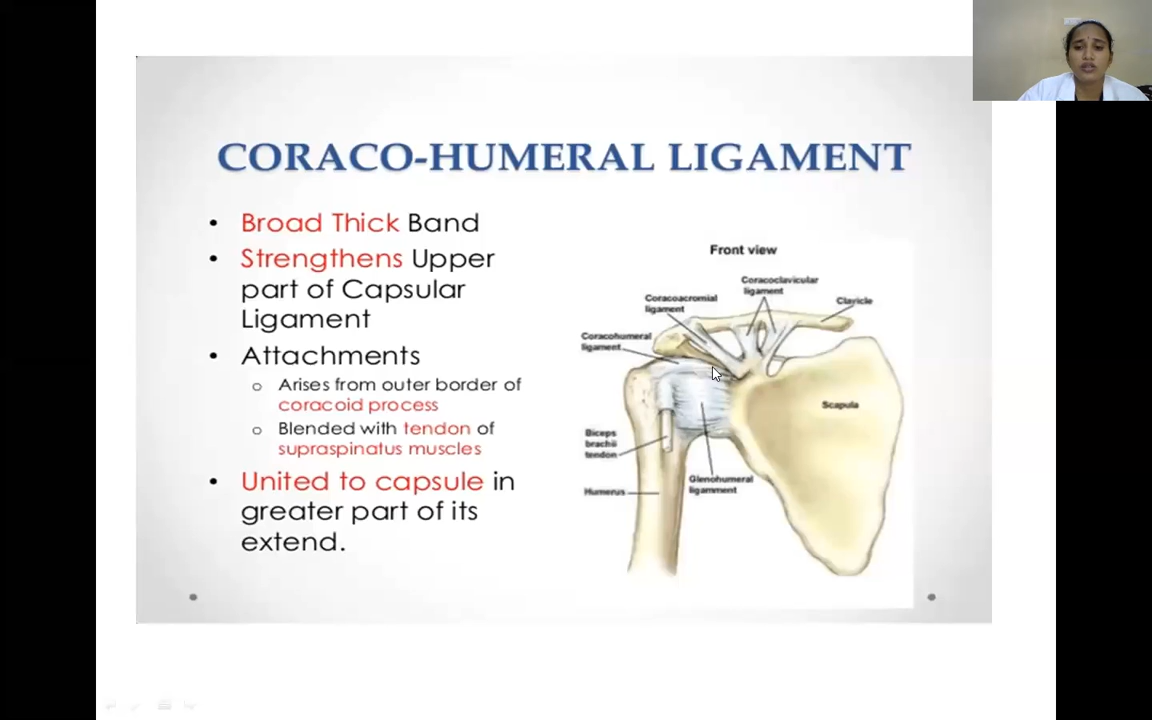 CORACO-HUMERAL LIGAMENT
• Broad Thick Band
• Strengthens Upper
part of Capsular
Ligament
• Attachments
o Arises from outer border of
coracoid process
o Blended with tendon of
supraspinatus muscles
• United to capsule in
greater part of its
extend.
Front view
Coracoclavicular
ligament
Coracoacromial
ligament
Clavicle
Coracohumeral
ligament
Scapula
Biceps
brachii
tendon
Glenohumeral
ligamment
Humerus